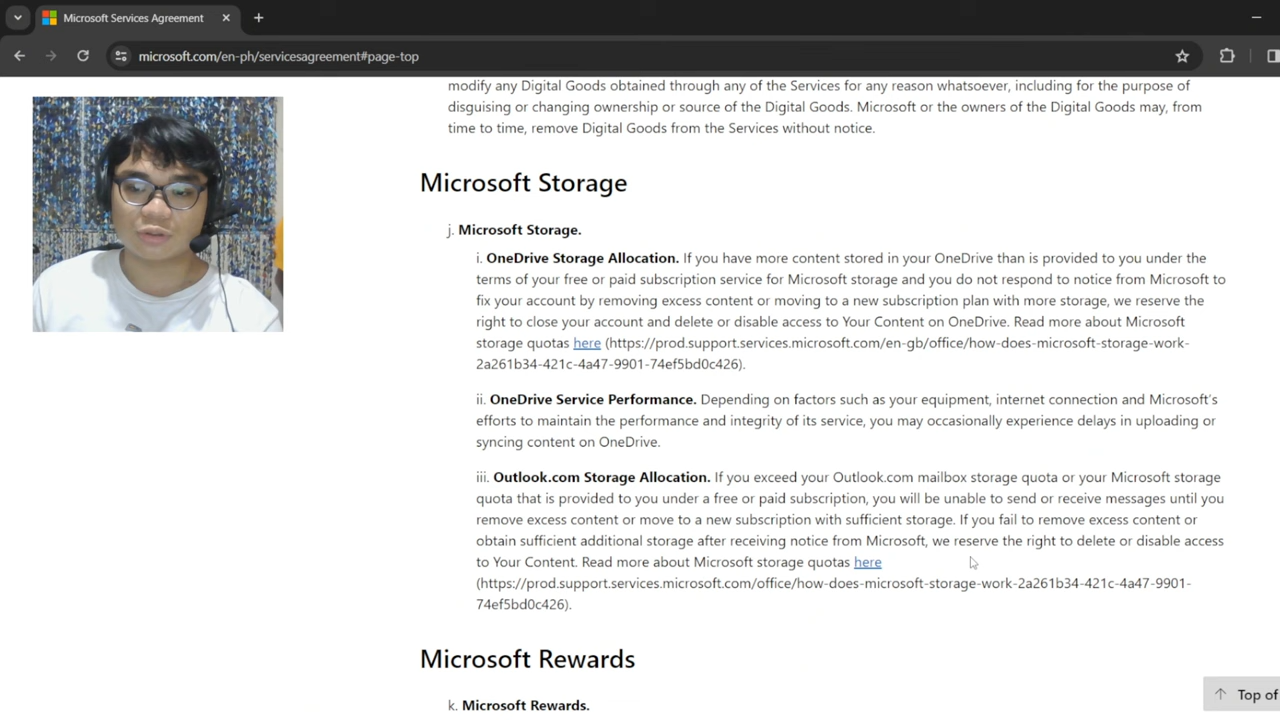 Microsoft Services Agreement
microsoft.com/en-ph/servicesagreement#page-top
modify any Digital Goods obtained through any of the Services for any reason whatsoever, including for the purpose of
disguising or changing ownership or source of the Digital Goods. Microsoft or the owners of the Digital Goods may, from
time to time, remove Digital Goods from the Services without notice.
Microsoft Storage
j. Microsoft Storage.
i. OneDrive Storage Allocation. If you have more content stored in your OneDrive than is provided to you under the
terms of your free or paid subscription service for Microsoft storage and you do not respond to notice from Microsoft to
fix your account by removing excess content or moving to a new subscription plan with more storage, we reserve the
right to close your account and delete or disable access to Your Content on OneDrive. Read more about Microsoft
storage quotas here (https://prod.support.services.microsoft.com/en-gb/office/how-does-microsoft-storage-work-
2a261b34-421c-4a47-9901-74ef5bd0c426).
ii. OneDrive Service Performance. Depending on factors such as your equipment, internet connection and Microsoft's
efforts to maintain the performance and integrity of its service, you may occasionally experience delays in uploading or
syncing content on OneDrive.
iii. Outlook.com Storage Allocation. If you exceed your Outlook.com mailbox storage quota or your Microsoft storage
quota that is provided to you under a free or paid subscription, you will be unable to send or receive messages until you
remove excess content or move to a new subscription with sufficient storage. If you fail to remove excess content or
obtain sufficient additional storage after receiving notice from Microsoft, we reserve the right to delete or disable access
to Your Content. Read more about Microsoft storage quotas here
(https://prod.support.services.microsoft.com/office/how-does-microsoft-storage-work-2a261b34-421c-4a47-9901-
74ef5bd0c426).
Microsoft Rewards
k. Microsoft Rewards.
Top of